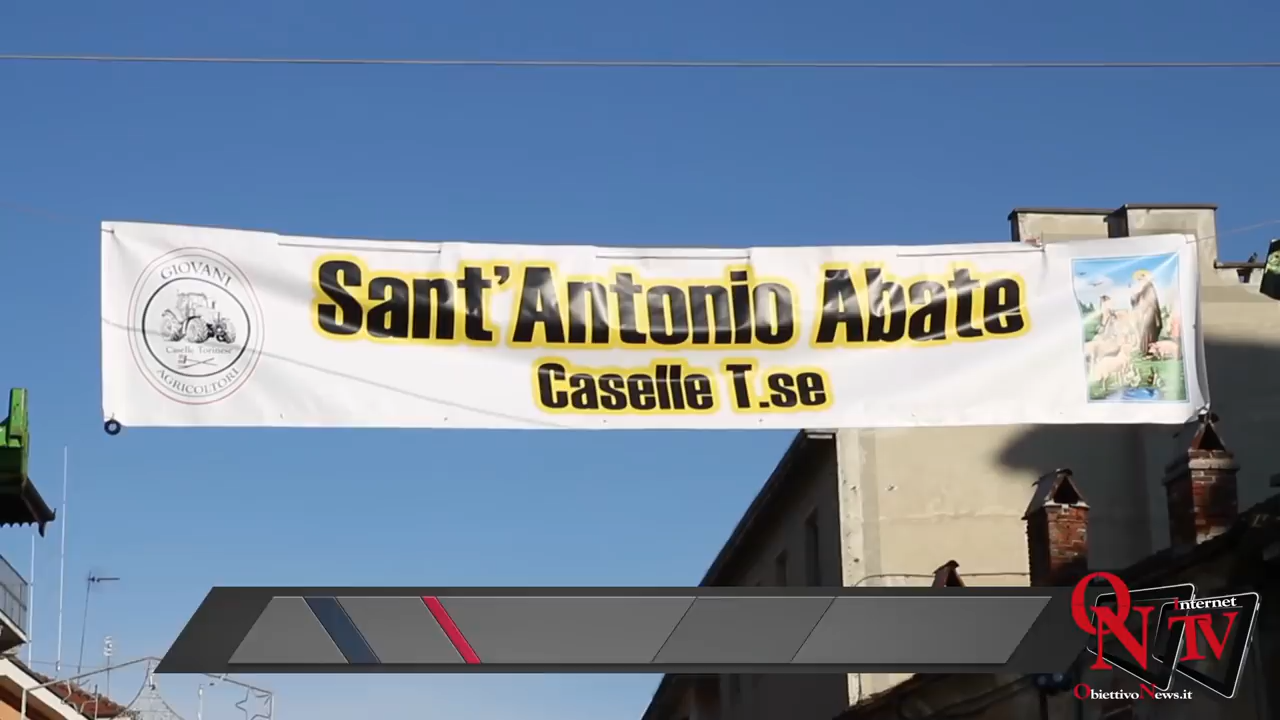 GIOVANI
Caselle Torinese
AGRICOLTORI
Sant'Antonio Abate
Caselle T.se
ON Internet TV
ObiettivoNews.it